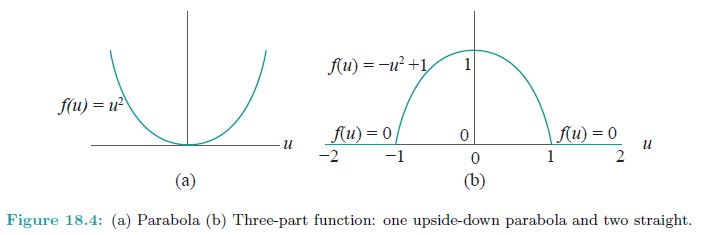 f(u) = u²
u
(a)
f(u) = −u² +1
1
f(u) = 0
0
f(u) = 0
u
−2 −1 0 1 2
(b)
Figure 18.4: (a) Parabola (b) Three-part function: one upside-down parabola and two straight.